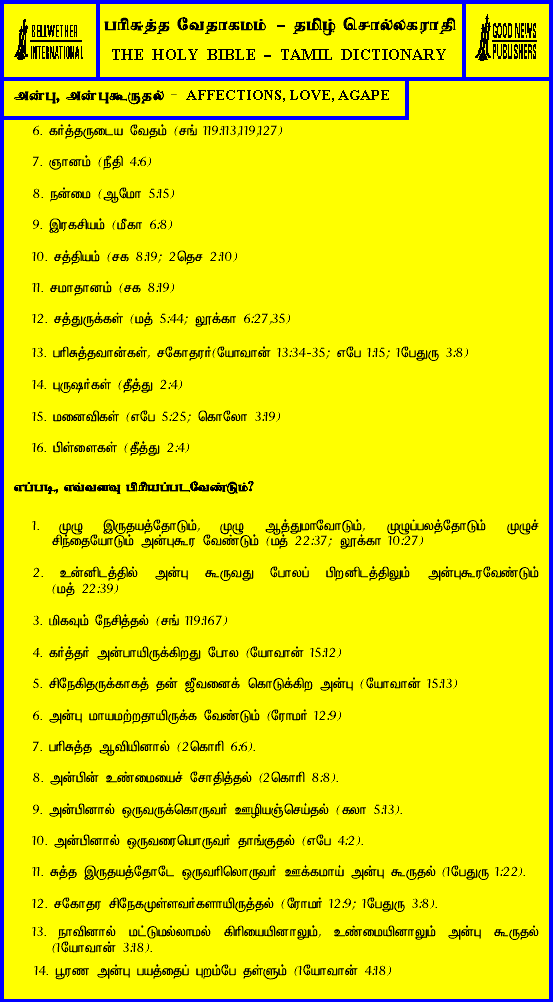 BELLWETHER
INTERNATIONAL
பரிசுத்த வேதாகமம் – தமிழ் சொல்லகராதி
THE HOLY BIBLE – TAMIL DICTIONARY
GOOD NEWS
PUBLISHERS
அன்பு, அன்புகூருதல் – AFFECTIONS, LOVE, AGAPE
6. கர்த்தருடைய வேதம் (சங் 119:113,119,127)
7. ஞானம் (நீதி 4:6)
8. நன்மை (ஆமோ 5:15)
9. இரகசியம் (மீகா 6:8)
10. சத்தியம் (சக 8:19; 2தெச 2:10)
11. சமாதானம் (சக 8:19)
12. சத்துருக்கள் (மத் 5:44; லூக்கா 6:27,35)
13. பரிசுத்தவான்கள், சகோதரர்(யோவான் 13:34-35; எபே 1:15; 1பேதுரு 3:8)
14. புருஷர்கள் (தீத்து 2:4)
15. மனைவிகள் (எபே 5:25; கொலோ 3:19)
16. பிள்ளைகள் (தீத்து 2:4)
எப்படி, எவ்வளவு பிரியப்படவேண்டும்?
1. முழு இருதயத்தோடும், முழு ஆத்துமாவோடும், முழுப்பலத்தோடும் முழுச்
சிந்தையோடும் அன்புகூர வேண்டும் (மத் 22:37; லூக்கா 10:27)
2. உன்னிடத்தில் அன்பு கூருவது போலப் பிறனிடத்திலும் அன்புகூரவேண்டும்
(மத் 22:39)
3. மிகவும் நேசித்தல் (சங் 119:167)
4. கர்த்தர் அன்பாயிருக்கிறது போல (யோவான் 15:12)
5. சிநேகிதருக்காகத் தன் ஜீவனைக் கொடுக்கிற அன்பு (யோவான் 15:13)
6. அன்பு மாயமற்றதாயிருக்க வேண்டும் (ரோமர் 12:9)
7. பரிசுத்த ஆவியினால் (2கொரி 6:6).
8. அன்பின் உண்மையைச் சோதித்தல் (2கொரி 8:8).
9. அன்பினால் ஒருவருக்கொருவர் ஊழியஞ்செய்தல் (கலா 5:13).
10. அன்பினால் ஒருவரையொருவர் தாங்குதல் (எபே 4:2).
11. சுத்த இருதயத்தோடே ஒருவரிலொருவர் ஊக்கமாய் அன்பு கூருதல் (1பேதுரு 1:22).
12. சகோதர சிநேகமுள்ளவர்களாயிருத்தல் (ரோமர் 12:9; 1பேதுரு 3:8).
13. நாவினால் மட்டுமல்லாமல் கிரியையினாலும், உண்மையினாலும் அன்பு கூருதல்
(1யோவான் 3:18).
14. பூரண அன்பு பயத்தைப் புறம்பே தள்ளும் (1யோவான் 4:18)